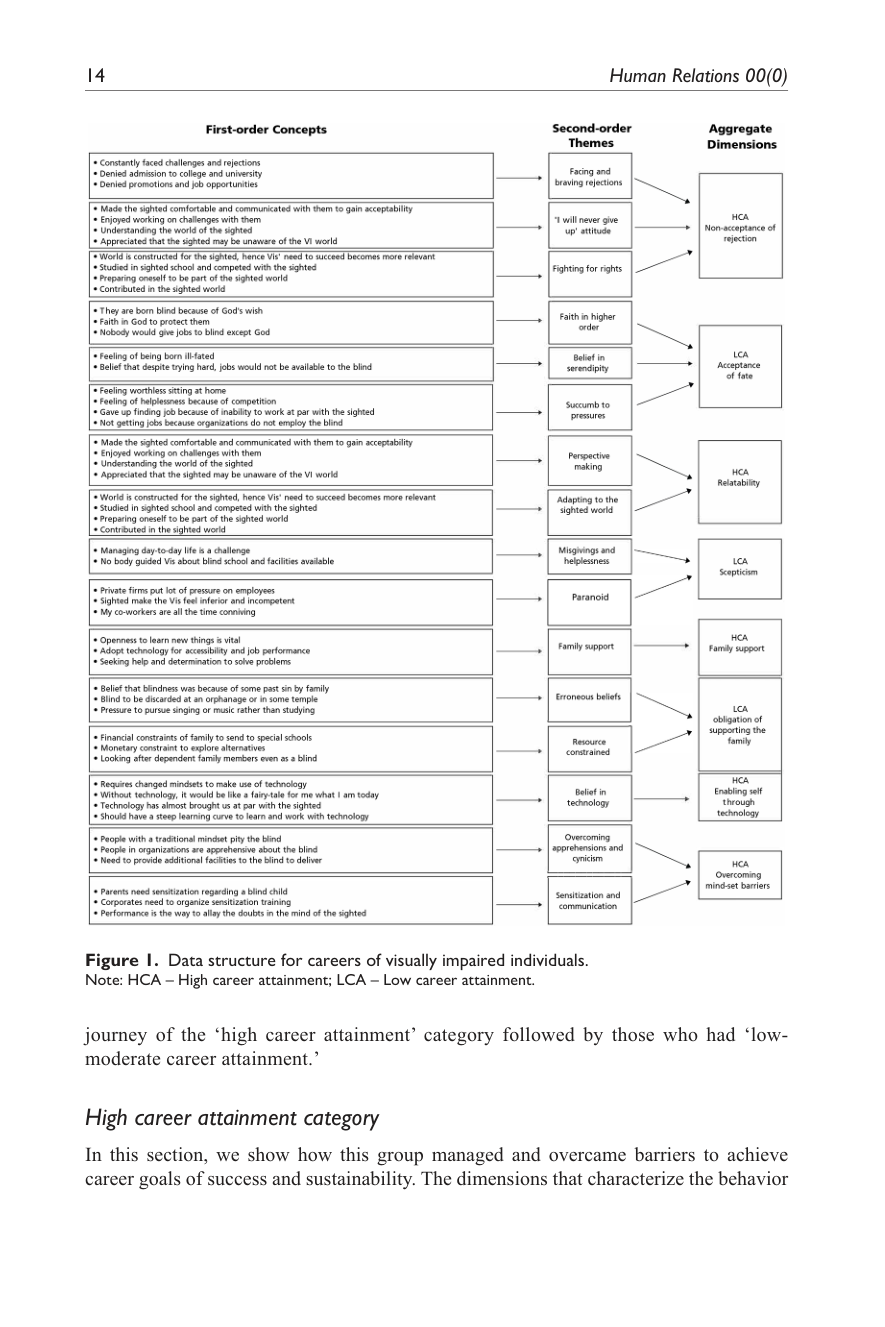 14
Human Relations 00(0)
First-order Concepts
Second-order
Themes
Aggregate
Dimensions
• Constantly faced challenges and rejections
• Denied admission to college and university
• Denied promotions and job opportunities
Facing and
braving rejections
• Made the sighted comfortable and communicated with them to gain acceptability
• Enjoyed working on challenges with them
• Understanding the world of the sighted
• Appreciated that the sighted may be unaware of the VI world
'I will never give
up' attitude
HCA
Non-acceptance of
rejection
• World is constructed for the sighted, hence Vis' need to succeed becomes more relevant
• Studied in sighted school and competed with the sighted
• Preparing oneself to be part of the sighted world
• Contributed in the sighted world
Fighting for rights
• They are born blind because of God's wish
• Faith in God to protect them
• Nobody would give jobs to blind except God
Faith in higher
order
• Feeling of being born ill-fated
• Belief that despite trying hard, jobs would not be available to the blind
Belief in
serendipity
LCA
Acceptance
of fate
• Feeling worthless sitting at home
• Feeling of helplessness because of competition
• Gave up finding job because of inability to work at par with the sighted
• Not getting jobs because organizations do not employ the blind
Succumb to
pressures
• Made the sighted comfortable and communicated with them to gain acceptability
• Enjoyed working on challenges with them
• Understanding the world of the sighted
• Appreciated that the sighted may be unaware of the VI world
Perspective
making
HCA
Relatability
• World is constructed for the sighted, hence Vis' need to succeed becomes more relevant
• Studied in sighted school and competed with the sighted
• Preparing oneself to be part of the sighted world
• Contributed in the sighted world
Adapting to the
sighted world
• Managing day-to-day life is a challenge
• No body guided Vis about blind school and facilities available
Misgivings and
helplessness
LCA
Scepticism
• Private firms put lot of pressure on employees
• Sighted make the Vis feel inferior and incompetent
• My co-workers are all the time conniving
Paranoid
• Openness to learn new things is vital
• Adopt technology for accessibility and job performance
• Seeking help and determination to solve problems
Family support
HCA
Family support
• Belief that blindness was because of some past sin by family
• Blind to be discarded at an orphanage or in some temple
• Pressure to pursue singing or music rather than studying
Erroneous beliefs
LCA
obligation of
supporting the
family
• Financial constraints of family to send to special schools
• Monetary constraint to explore alternatives
• Looking after dependent family members even as a blind
Resource
constrained
• Requires changed mindsets to make use of technology
• Without technology, it would be like a fairy-tale for me what I am today
• Technology has almost brought us at par with the sighted
• Should have a steep learning curve to learn and work with technology
Belief in
technology
HCA
Enabling self
through
technology
• People with a traditional mindset pity the blind
• People in organizations are apprehensive about the blind
• Need to provide additional facilities to the blind to deliver
Overcoming
apprehensions and
cynicism
HCA
Overcoming
mind-set barriers
• Parents need sensitization regarding a blind child
• Corporates need to organize sensitization training
• Performance is the way to allay the doubts in the mind of the sighted
Sensitization and
communication
Figure 1. Data structure for careers of visually impaired individuals.
Note: HCA – High career attainment; LCA – Low career attainment.
journey of the ‘high career attainment’ category followed by those who had ‘low-
moderate career attainment.’
High career attainment category
In this section, we show how this group managed and overcame barriers to achieve
career goals of success and sustainability. The dimensions that characterize the behavior